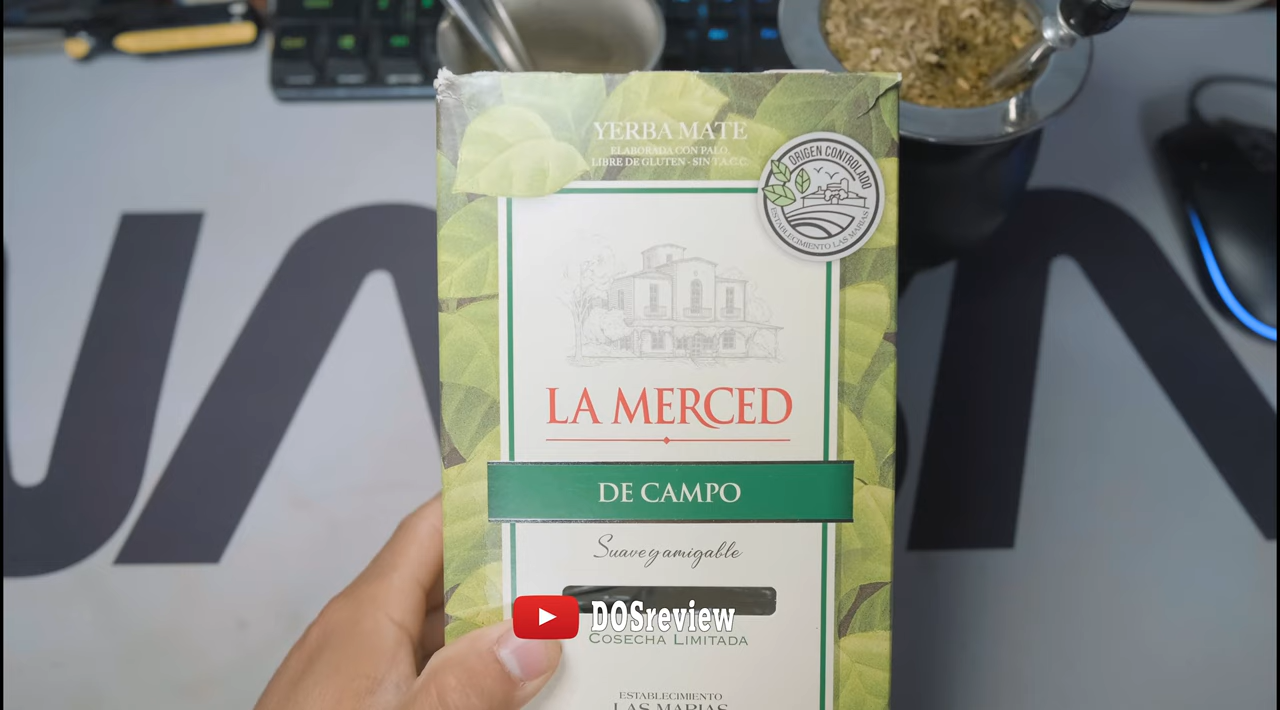 YERBA MATE
ELABORADA CON PALO
LIBRE DE GLUTEN - SIN T.A.C.C.
ORIGEN CONTROLADO
ESTABLECIMIENTO LAS MARIAS
LA MERCED
DE CAMPO
Suave y amigable
DOSreview
COSECHA LIMITADA
ESTABLECIMIENTO
LAS MARIAS